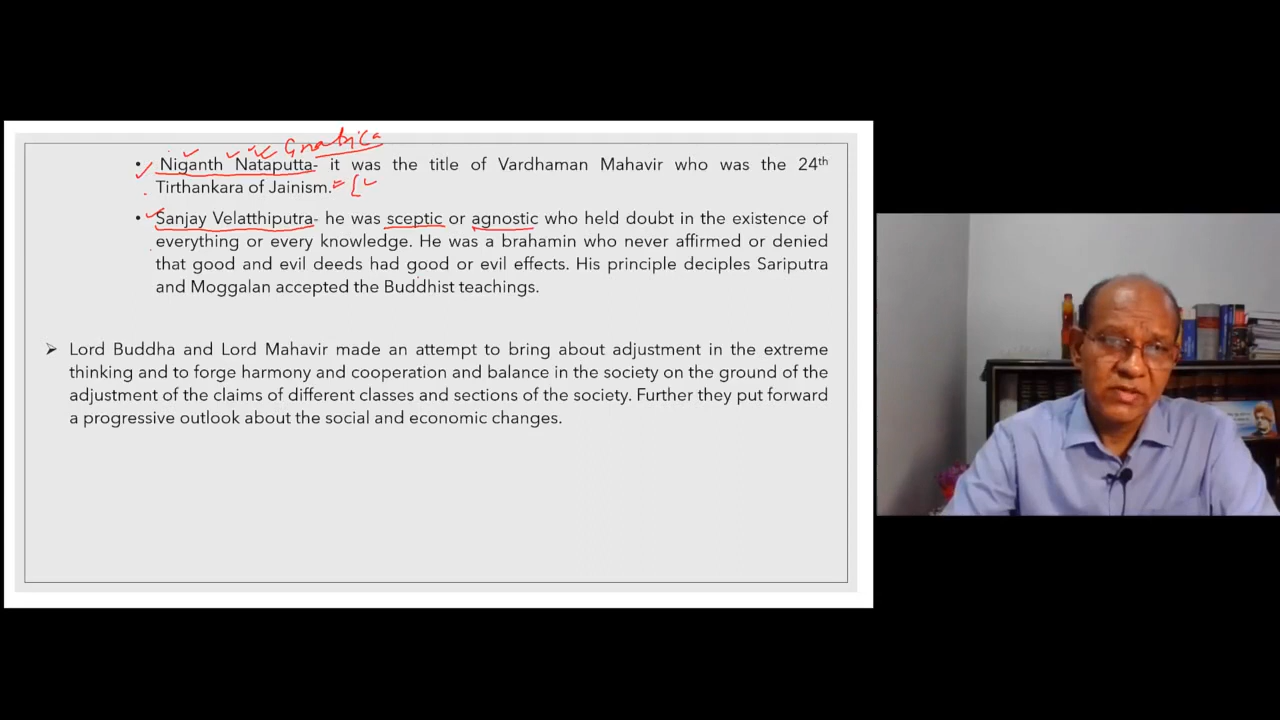 Gnatrica
• Niganth Nataputta- it was the title of Vardhaman Mahavir who was the 24th
Tirthankara of Jainism.
• Sanjay Velatthiputra- he was sceptic or agnostic who held doubt in the existence of
everything or every knowledge. He was a brahamin who never affirmed or denied
that good and evil deeds had good or evil effects. His principle deciples Sariputra
and Moggalan accepted the Buddhist teachings.
➢ Lord Buddha and Lord Mahavir made an attempt to bring about adjustment in the extreme
thinking and to forge harmony and cooperation and balance in the society on the ground of the
adjustment of the claims of different classes and sections of the society. Further they put forward
a progressive outlook about the social and economic changes.